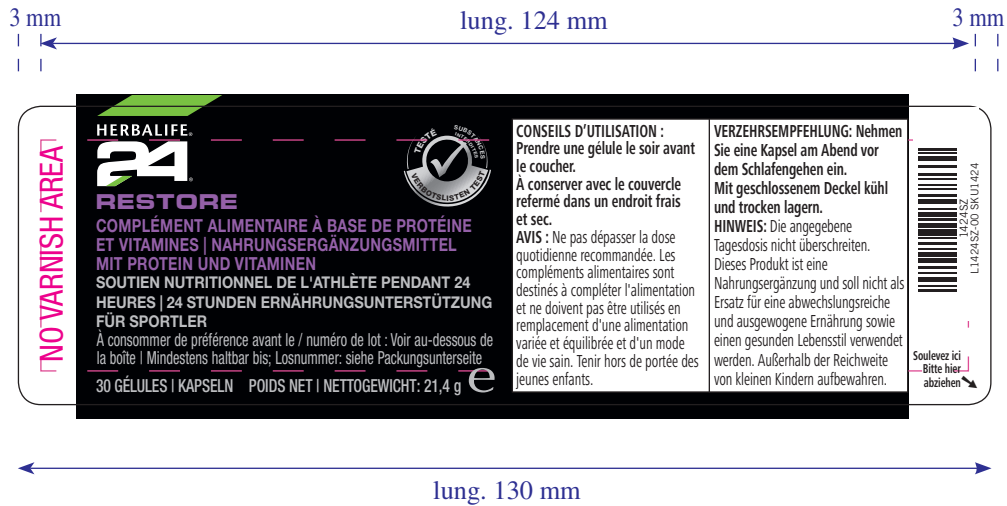 3 mm
lung. 124 mm
3 mm
NO VARNISH AREA
HERBALIFE
24
RESTORE
COMPLÉMENT ALIMENTAIRE À BASE DE PROTÉINE
ET VITAMINES | NAHRUNGSERGÄNZUNGSMITTEL
MIT PROTEIN UND VITAMINEN
SOUTIEN NUTRITIONNEL DE L'ATHLÈTE PENDANT 24
HEURES | 24 STUNDEN ERNÄHRUNGSUNTERSTÜTZUNG
FÜR SPORTLER
À consommer de préférence avant le / numéro de lot : Voir au-dessous de
la boîte | Mindestens haltbar bis; Losnummer: siehe Packungsunterseite
30 GÉLULES | KAPSELN POIDS NET | NETTOGEWICHT: 21,4 g ℮
TESTÉ
SUBSTANCES
INTERDITES
VERBOTSLISTEN TEST
CONSEILS D'UTILISATION :
Prendre une gélule le soir avant
le coucher.
À conserver avec le couvercle
refermé dans un endroit frais
et sec.
AVIS : Ne pas dépasser la dose
quotidienne recommandée. Les
compléments alimentaires sont
destinés à compléter l'alimentation
et ne doivent pas être utilisés en
remplacement d'une alimentation
variée et équilibrée et d'un mode
de vie sain. Tenir hors de portée des
jeunes enfants.
VERZEHRSEMPFEHLUNG: Nehmen
Sie eine Kapsel am Abend vor
dem Schlafengehen ein.
Mit geschlossenem Deckel kühl
und trocken lagern.
HINWEIS: Die angegebene
Tagesdosis nicht überschreiten.
Dieses Produkt ist eine
Nahrungsergänzung und soll nicht als
Ersatz für eine abwechslungsreiche
und ausgewogene Ernährung sowie
einen gesunden Lebensstil verwendet
werden. Außerhalb der Reichweite
von kleinen Kindern aufbewahren.
1424SZ
L1424SZ-00 SKU1424
Soulevez ici
Bitte hier
abziehen
lung. 130 mm